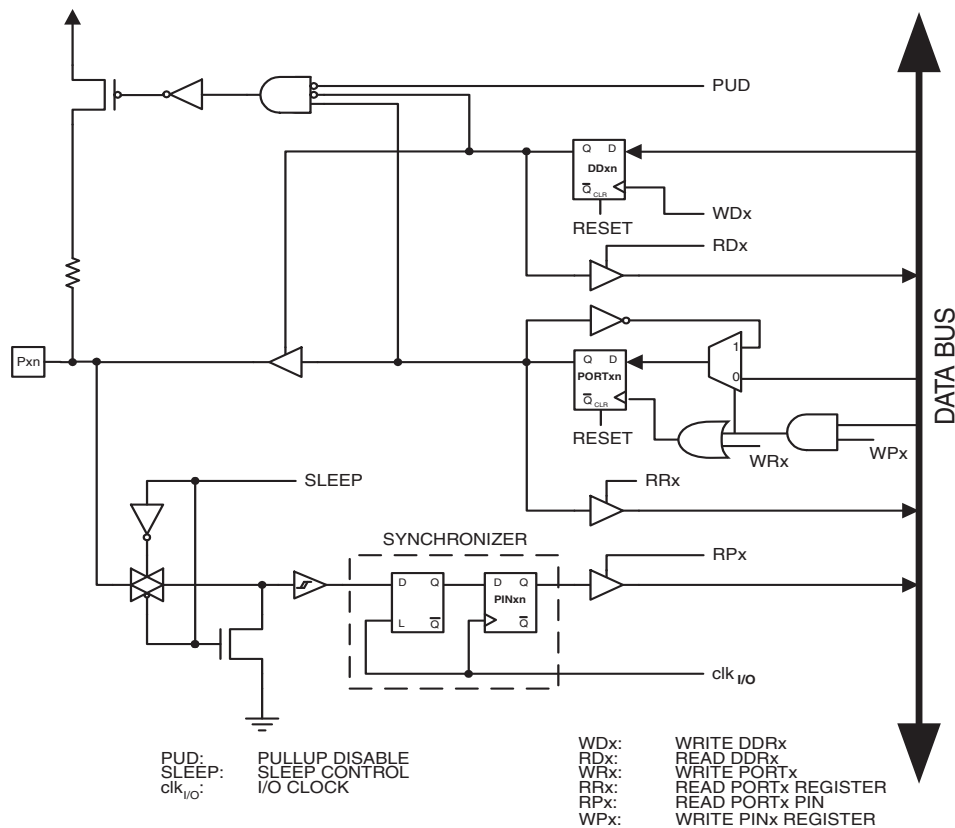 PUD
Q D
DDxn
Q CLR
WDx
RESET
RDx
Pxn
1
Q D
PORTxn
0
Q CLR
RESET
WRx
WPx
DATA BUS
SLEEP
RRx
SYNCHRONIZER
RPx
D Q
D Q
PINxn
L Q
Q
clk I/O
PUD: PULLUP DISABLE
SLEEP: SLEEP CONTROL
clk I/O: I/O CLOCK
WDx: WRITE DDRx
RDx: READ DDRx
WRx: WRITE PORTx
RRx: READ PORTx REGISTER
RPx: READ PORTx PIN
WPx: WRITE PINx REGISTER